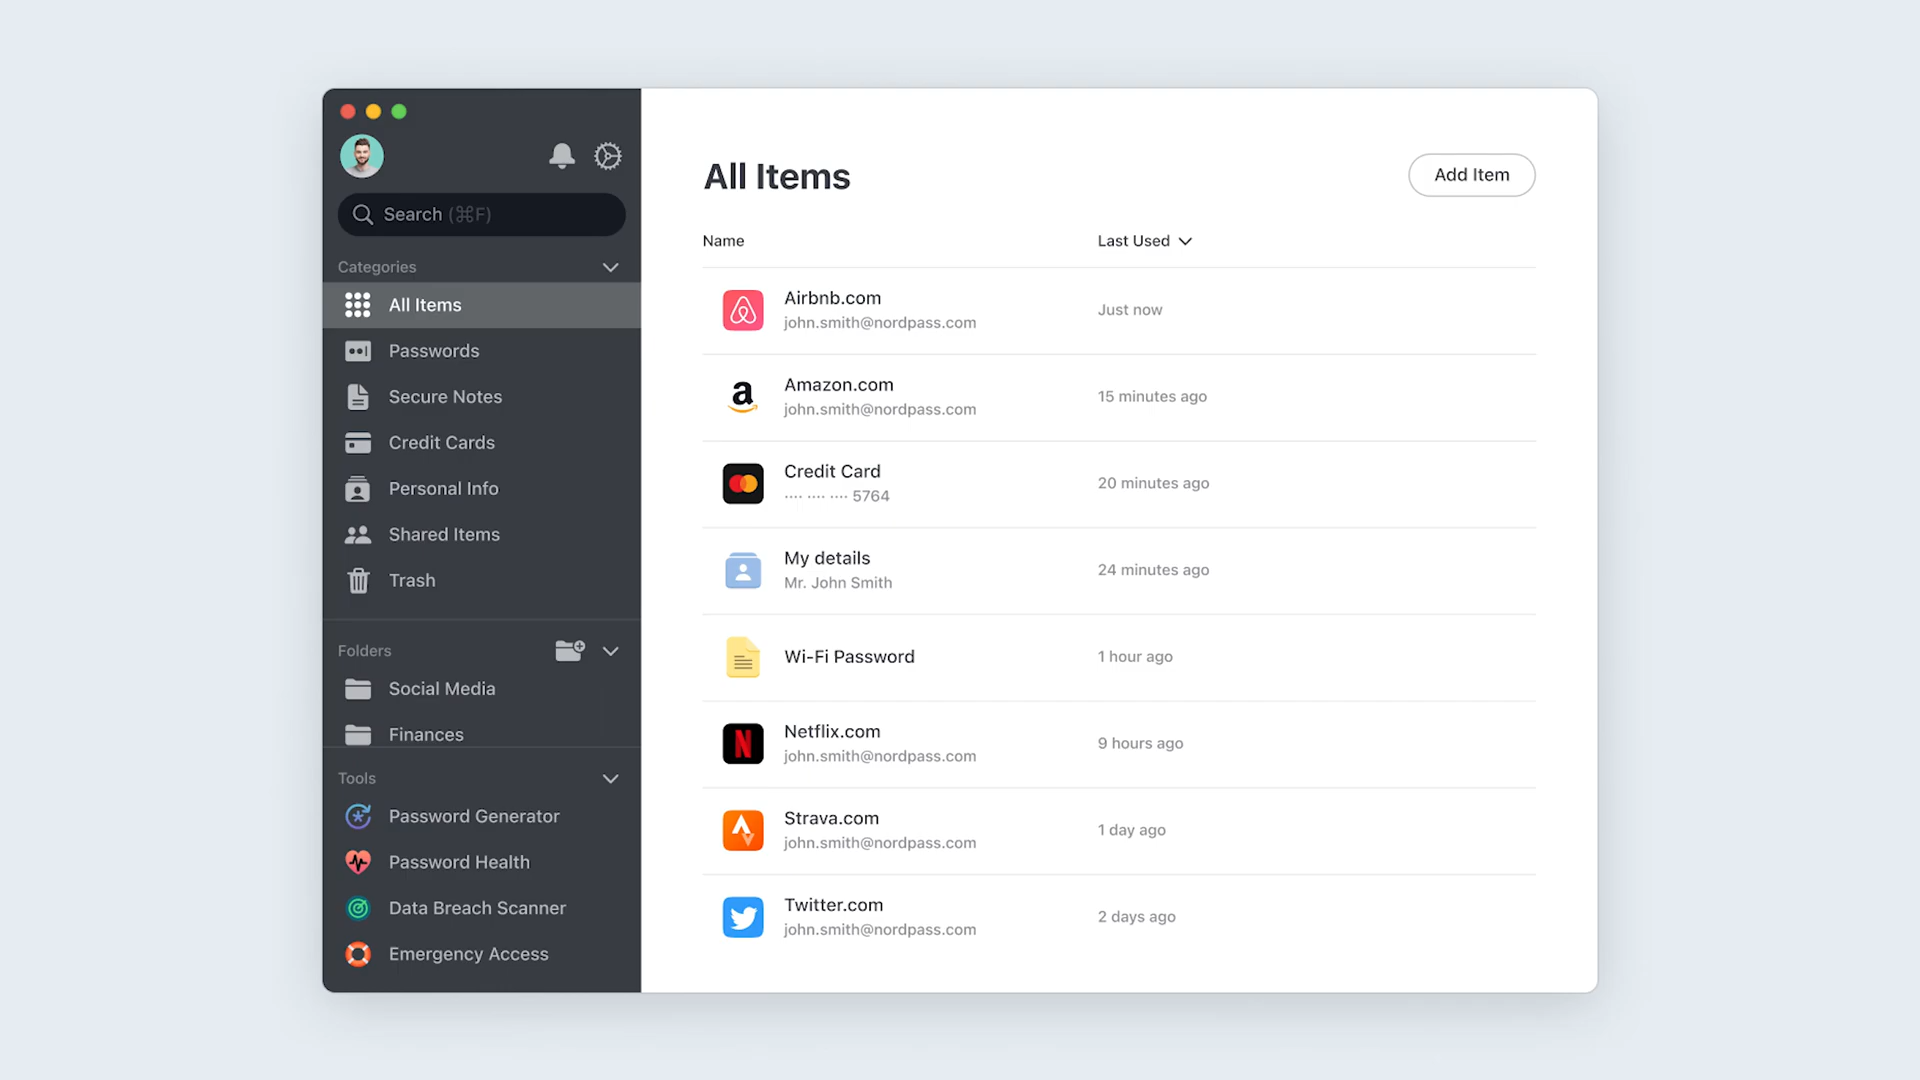 Search (⌘F)
Categories
All Items
Passwords
Secure Notes
Credit Cards
Personal Info
Shared Items
Trash
Folders
Social Media
Finances
Tools
Password Generator
Password Health
Data Breach Scanner
Emergency Access
All Items
Add Item
Name
Last Used
Airbnb.com
john.smith@nordpass.com
Just now
Amazon.com
john.smith@nordpass.com
15 minutes ago
Credit Card
···· ···· ···· 5764
20 minutes ago
My details
Mr. John Smith
24 minutes ago
Wi-Fi Password
1 hour ago
Netflix.com
john.smith@nordpass.com
9 hours ago
Strava.com
john.smith@nordpass.com
1 day ago
Twitter.com
john.smith@nordpass.com
2 days ago